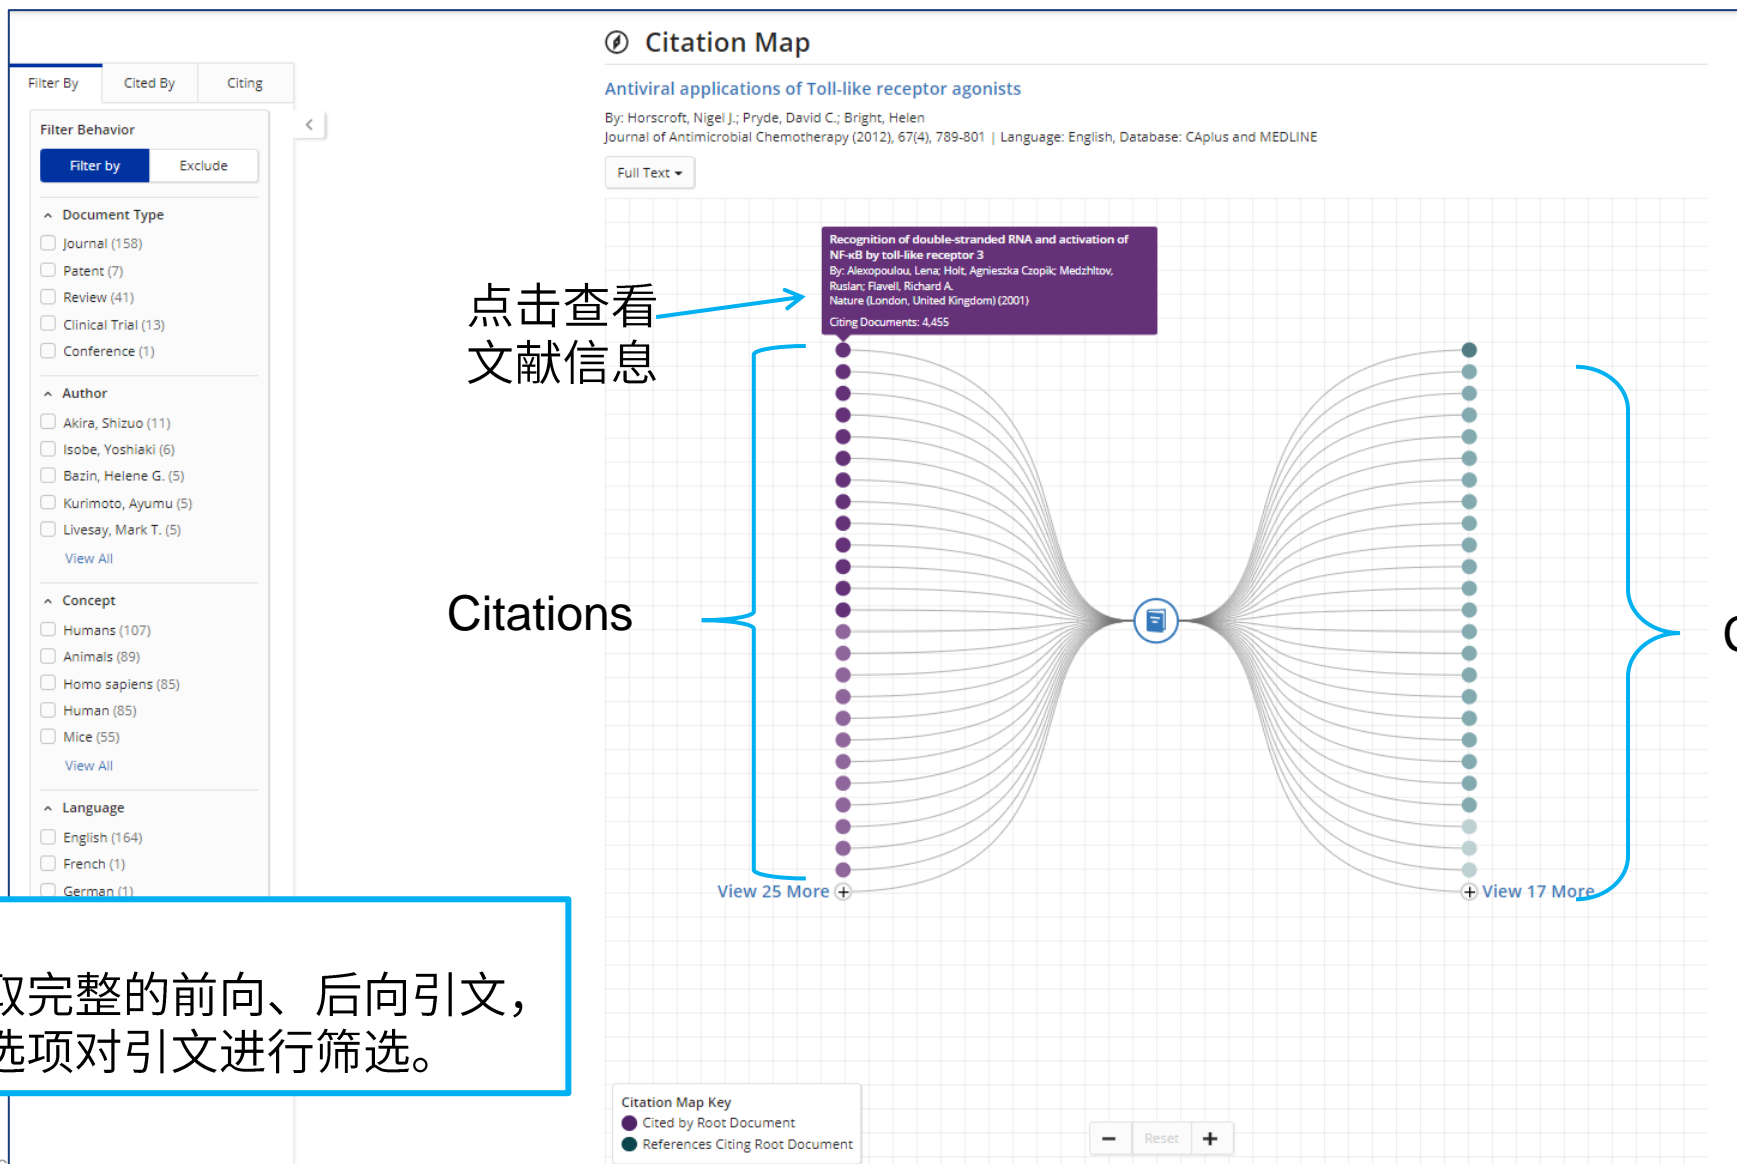 Citation Map
Filter By
Cited By
Citing
Antiviral applications of Toll-like receptor agonists
By: Horscroft, Nigel J.; Pryde, David C.; Bright, Helen
Journal of Antimicrobial Chemotherapy (2012), 67(4), 789-801 | Language: English, Database: CAplus and MEDLINE
Full Text
Filter Behavior
Filter by
Exclude
Document Type
Journal (158)
Patent (7)
Review (41)
Clinical Trial (13)
Conference (1)
Author
Akira, Shizuo (11)
Isobe, Yoshiaki (6)
Bazin, Helene G. (5)
Kurimoto, Ayumu (5)
Livesay, Mark T. (5)
View All
Concept
Humans (107)
Animals (89)
Homo sapiens (85)
Human (85)
Mice (55)
View All
Language
English (164)
French (1)
German (1)
Recognition of double-stranded RNA and activation of
NF-κB by toll-like receptor 3
By: Alexopoulou, Lena; Holt, Agnieszka Czopik; Medzhitov,
Ruslan; Flavell, Richard A.
Nature (London, United Kingdom) (2001)
Citing Documents: 4,455
点击查看
文献信息
Citations
View 25 More
View 17 More
取完整的前向、后向引文，
选项对引文进行筛选。
Citation Map Key
Cited by Root Document
References Citing Root Document
Reset